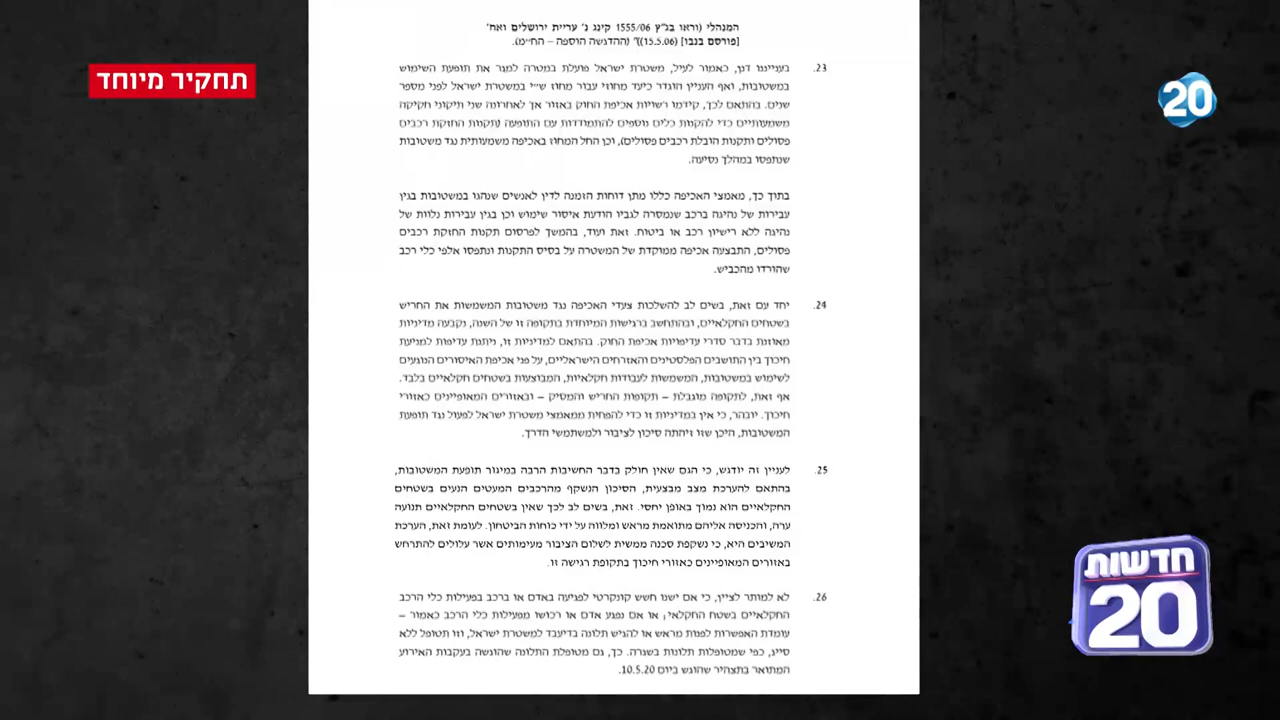 המנהלי (וראו בג"ץ 1555/06 קינג נ' עריית ירושלים ואח'
[פורסם בנבו] (15.5.06))" (ההדגשה הוספה – הח"מ).
תחקיר מיוחד
20
23. בענייננו דנן, כאמור לעיל, משטרת ישראל פועלת במטרה למגר את תופעת השימוש
במשטובות, ואף העניין הוגדר כיעד מחוזי עבור מחוז ש"י במשטרת ישראל לפני מספר
שנים. בהתאם לכך, קידמו רשויות אכיפת החוק באזור אך לאחרונה שני תיקוני חקיקה
משמעותיים כדי להקנות כלים נוספים להתמודדות עם התופעה (תקנות החזקת רכבים
פסולים ותקנות הובלת רכבים פסולים), וכן החל המחוז באכיפה משמעותית נגד משטובות
שנתפסו במהלך נסיעה.
בתוך כך, מאמצי האכיפה כללו מתן דוחות הזמנה לדין לאנשים שנהגו במשטובות בגין
עבירות של נהיגה ברכב שנמסרה לגביו הודעת איסור שימוש וכן בגין עבירות נלוות של
נהיגה ללא רישיון רכב או ביטוח. זאת ועוד, בהמשך לפרסום תקנות החזקת רכבים
פסולים, התבצעה אכיפה ממוקדת של המשטרה על בסיס התקנות ונתפסו אלפי כלי רכב
שהורדו מהכביש.
24. יחד עם זאת, בשים לב להשלכות צעדי האכיפה נגד משטובות המשמשות את החריש
בשטחים החקלאיים, ובהתחשב ברגישות המיוחדת בתקופה זו של השנה, נקבעה מדיניות
מאוזנת בדבר סדרי עדיפויות אכיפת החוק. בהתאם למדיניות זו, ניתנת עדיפות למניעת
חיכוך בין התושבים הפלסטינים והאזרחים הישראליים, על פני אכיפת האיסורים הנוגעים
לשימוש במשטובות, המשמשות לעבודות חקלאיות, המבוצעות בשטחים חקלאיים בלבד.
אף זאת, לתקופה מוגבלת – תקופות החריש והמסיק – ובאזורים המאופיינים כאזורי
חיכוך. יובהר, כי אין במדיניות זו כדי להפחית ממאמצי משטרת ישראל לפעול נגד תופעת
המשטובות, היכן שזו זיהתה סיכון לציבור ולמשתמשי הדרך.
25. לעניין זה יודגש, כי הגם שאין חולק בדבר החשיבות הרבה במיגור תופעת המשטובות,
בהתאם להערכת מצב מבצעית, הסיכון הנשקף מהרכבים המעטים הנעים בשטחים
החקלאיים הוא נמוך באופן יחסי. זאת, בשים לב לכך שאין בשטחים החקלאיים תנועה
ערה, והכניסה אליהם מתואמת מראש ומלווה על ידי כוחות הביטחון. לעומת זאת, הערכת
המשיבים היא, כי נשקפת סכנה ממשית לשלום הציבור מעימותים אשר עלולים להתרחש
באזורים המאופיינים כאזורי חיכוך בתקופת רגישה זו.
26. לא למותר לציין, כי אם ישנו חשש קונקרטי לפגיעה באדם או ברכב בפעילות כלי הרכב
החקלאיים בשטח החקלאי, או אם נפגע אדם או רכושו מפעילות כלי הרכב כאמור –
עומדת האפשרות לפנות מראש או להגיש תלונה בדיעבד למשטרת ישראל, וזו תטופל ללא
סייג, כפי שמטופלות תלונות בשגרה. כך, גם מטופלת התלונה שהוגשה בעקבות האירוע
המתואר בתצהיר שהוגש ביום 10.5.20.
חדשות
20